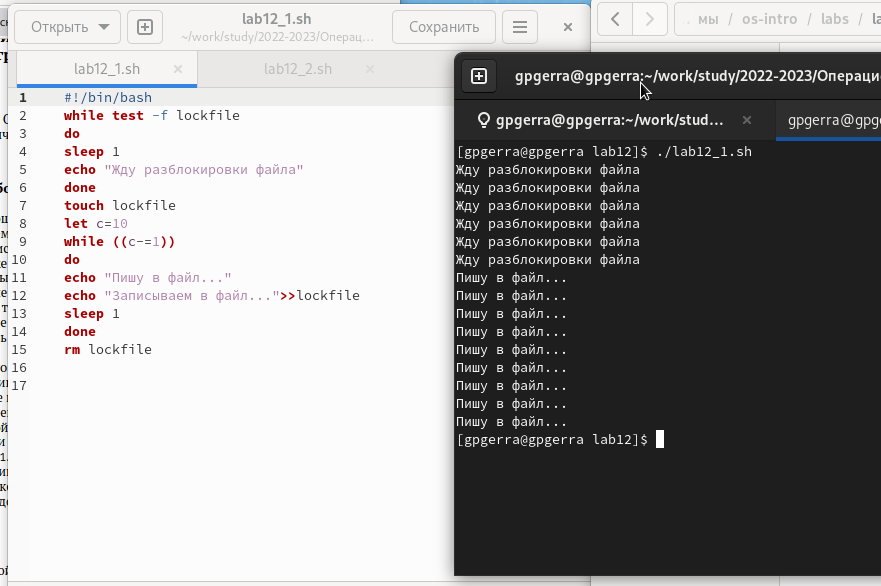 Открыть
lab12_1.sh
~/work/study/2022-2023/Операц...
Сохранить
мы / os-intro / labs /
lab12_1.sh
lab12_2.sh
1 #!/bin/bash
2 while test -f lockfile
3 do
4 sleep 1
5 echo "Жду разблокировки файла"
6 done
7 touch lockfile
8 let c=10
9 while ((c-=1))
10 do
11 echo "Пишу в файл..."
12 echo "Записываем в файл...">>lockfile
13 sleep 1
14 done
15 rm lockfile
16
17
gpgerra@gpgerra:~/work/study/2022-2023/Операци
gpgerra@gpgerra:~/work/stud...
gpgerra@gpg
[gpgerra@gpgerra lab12]$ ./lab12_1.sh
Жду разблокировки файла
Жду разблокировки файла
Жду разблокировки файла
Жду разблокировки файла
Жду разблокировки файла
Жду разблокировки файла
Пишу в файл...
Пишу в файл...
Пишу в файл...
Пишу в файл...
Пишу в файл...
Пишу в файл...
Пишу в файл...
Пишу в файл...
Пишу в файл...
[gpgerra@gpgerra lab12]$